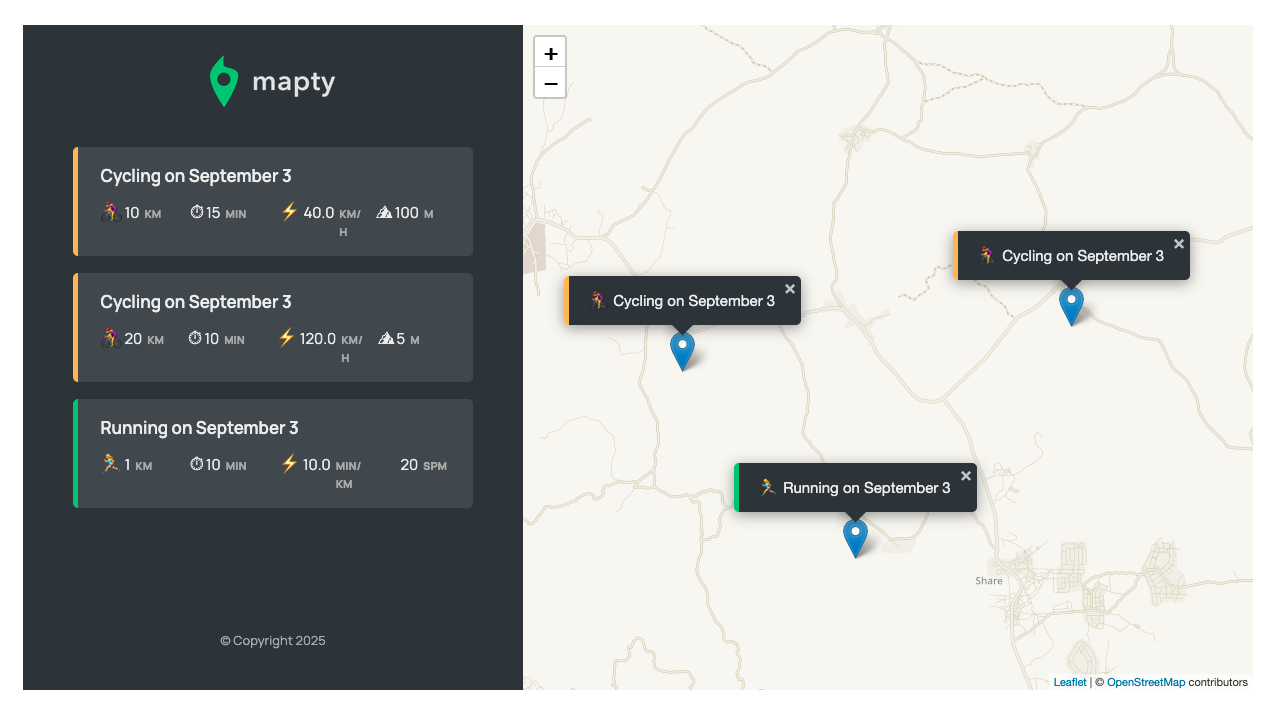 mapty
Cycling on September 3
10 KM 15 MIN 40.0 KM/
H
100 M
Cycling on September 3
20 KM 10 MIN 120.0 KM/
H
5 M
Running on September 3
1 KM 10 MIN 10.0 MIN/
KM
20 SPM
© Copyright 2025
+
−
Cycling on September 3 ×
Cycling on September 3 ×
Running on September 3 ×
Share
Leaflet | © OpenStreetMap contributors